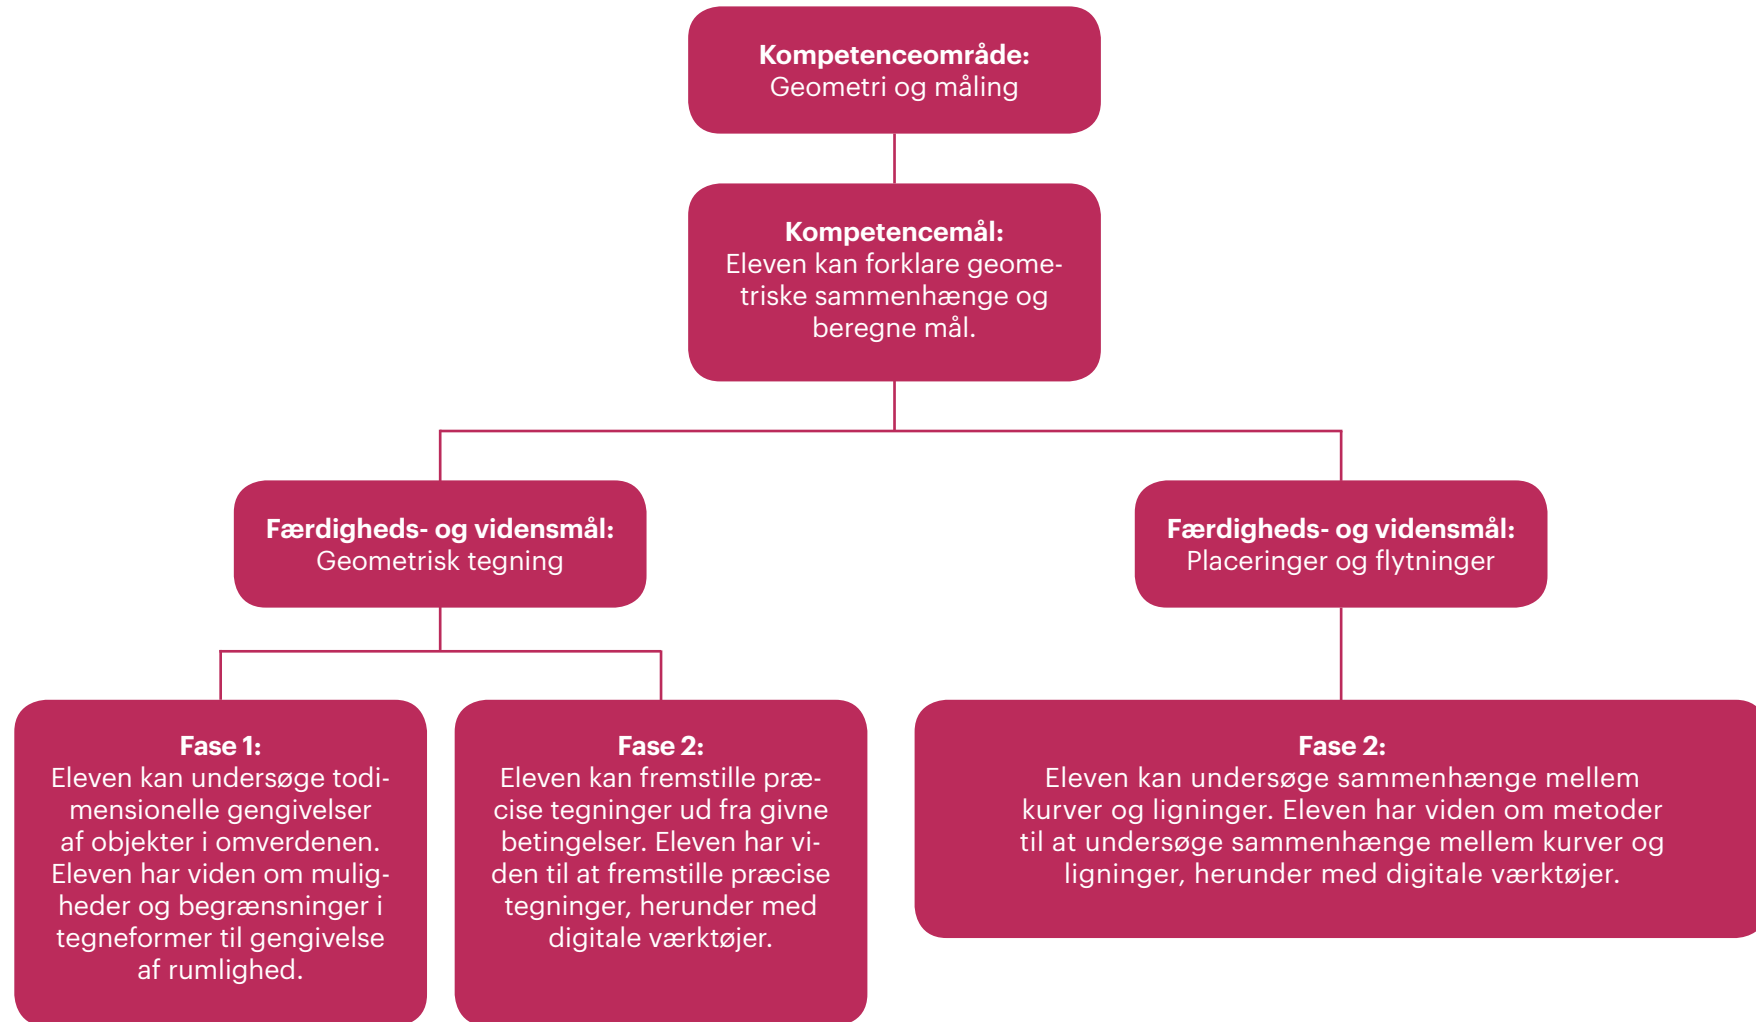 Kompetenceområde:
Geometri og måling
Kompetencemål:
Eleven kan forklare geome-
triske sammenhænge og
beregne mål.
Færdigheds- og vidensmål:
Geometrisk tegning
Færdigheds- og vidensmål:
Placeringer og flytninger
Fase 1:
Eleven kan undersøge todi-
mensionelle gengivelser
af objekter i omverdenen.
Eleven har viden om mulig-
heder og begrænsninger i
tegneformer til gengivelse
af rumlighed.
Fase 2:
Eleven kan fremstille præ-
cise tegninger ud fra givne
betingelser. Eleven har vi-
den til at fremstille præcise
tegninger, herunder med
digitale værktøjer.
Fase 2:
Eleven kan undersøge sammenhænge mellem
kurver og ligninger. Eleven har viden om metoder
til at undersøge sammenhænge mellem kurver og
ligninger, herunder med digitale værktøjer.